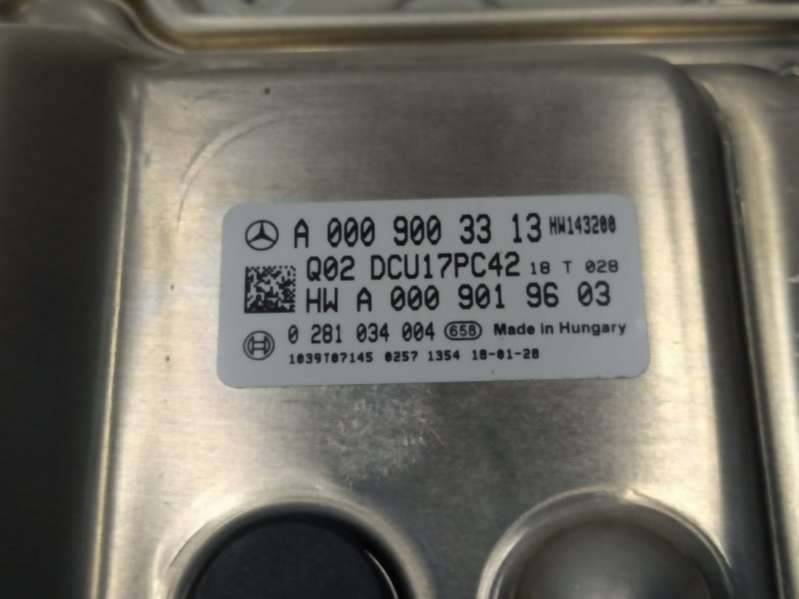 A 000 900 33 13 HW143200
Q02 DCU17PC42 18 T 028
HW A 000 901 96 03
0 281 034 004 658 Made in Hungary
1039T07145 0257 1354 18-01-28